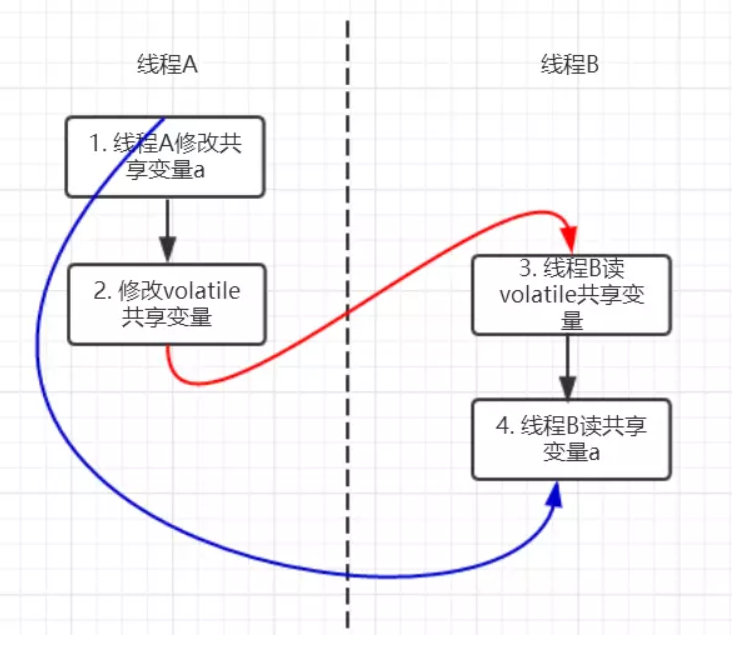 线程A
线程B
1. 线程A修改共
享变量a
2. 修改volatile
共享变量
3. 线程B读
volatile共享变
量
4. 线程B读共享
变量a